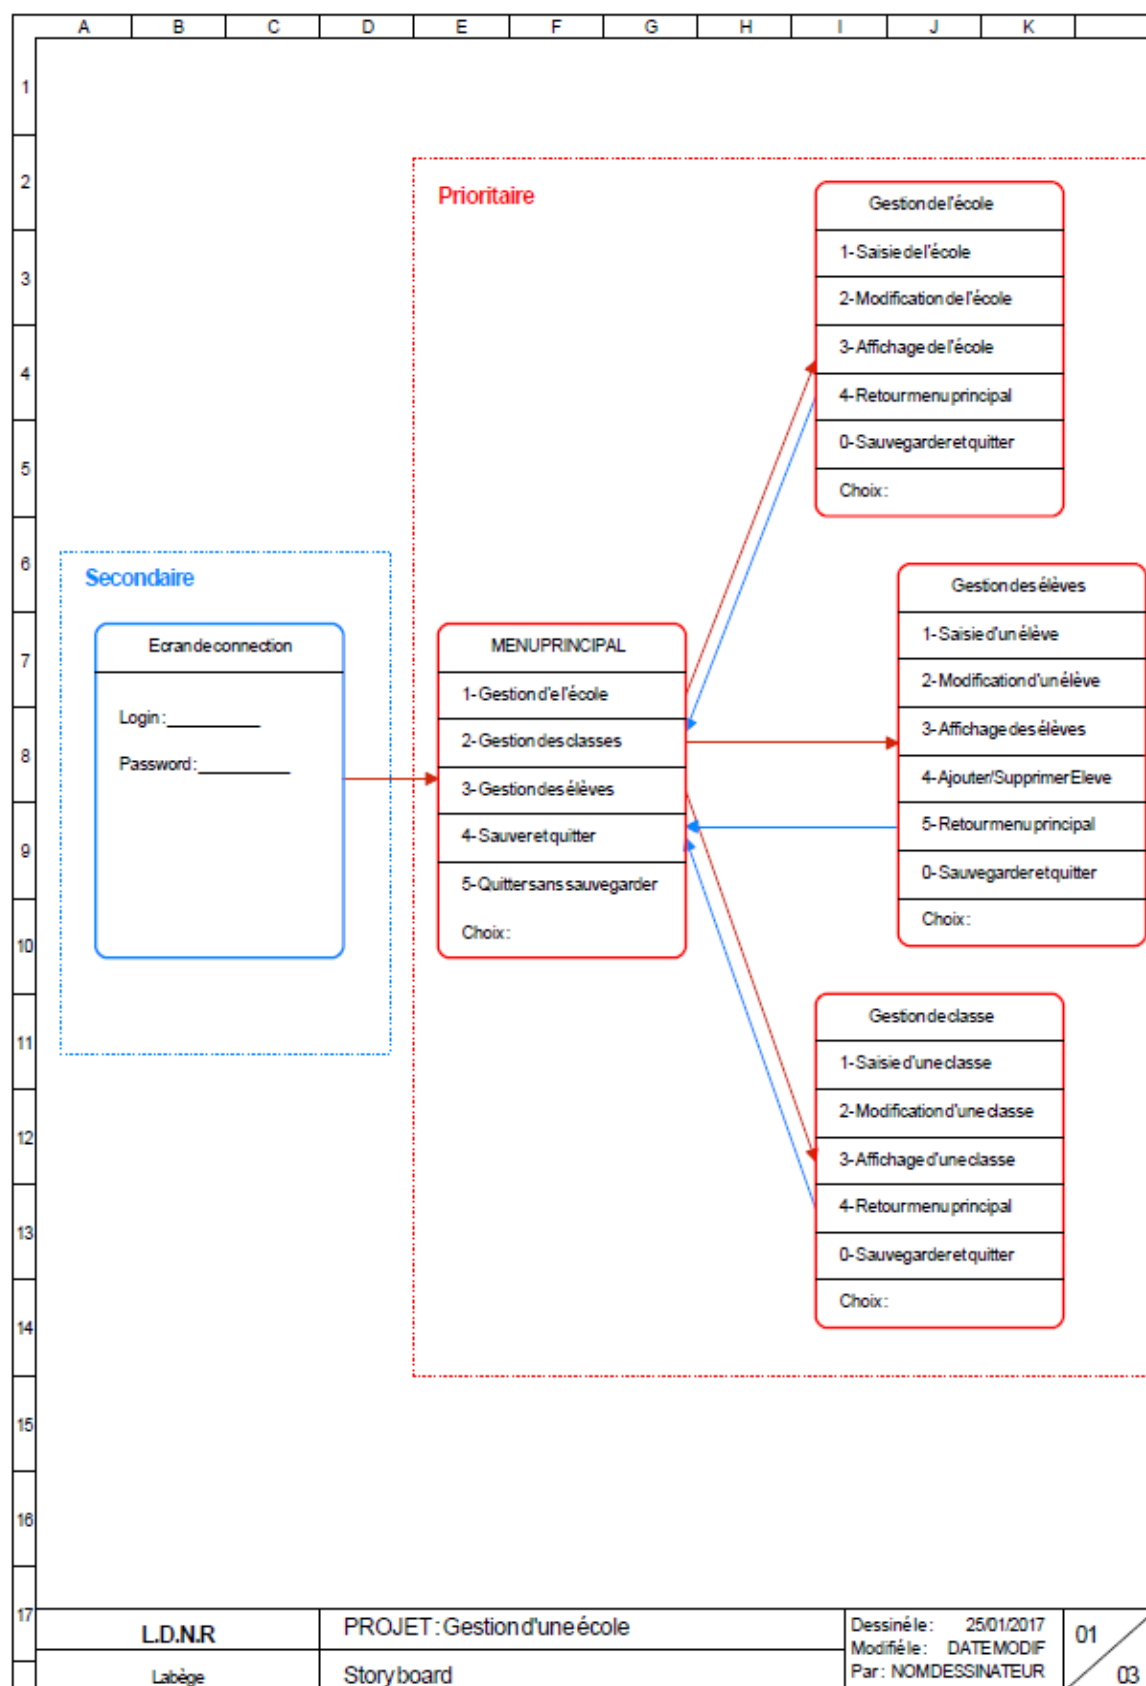 A B C D E F G H I J K
1
2
3
4
5
6
7
8
9
10
11
12
13
14
15
16
17
Prioritaire
Gestion de l'école
1- Saisie de l'école
2- Modification de l'école
3- Affichage de l'école
4- Retour menu principal
0- Sauvegarder et quitter
Choix :
Secondaire
Ecran de connection
Login : __________
Password : __________
MENU PRINCIPAL
1- Gestion d'e l'école
2- Gestion des classes
3- Gestion des élèves
4- Sauver et quitter
5- Quitter sans sauvegarder
Choix :
Gestion des élèves
1- Saisie d'un élève
2- Modification d'un élève
3- Affichage des élèves
4- Ajouter/Supprimer Eleve
5- Retour menu principal
0- Sauvegarder et quitter
Choix :
Gestion de classe
1- Saisie d'une classe
2- Modification d'une classe
3- Affichage d'une classe
4- Retour menu principal
0- Sauvegarder et quitter
Choix :
L.D.N.R
Labège
PROJET : Gestion d'une école
Story board
Dessiné le : 25/01/2017
Modifié le : DATEMODIF
Par : NOMDESSINATEUR
01
03